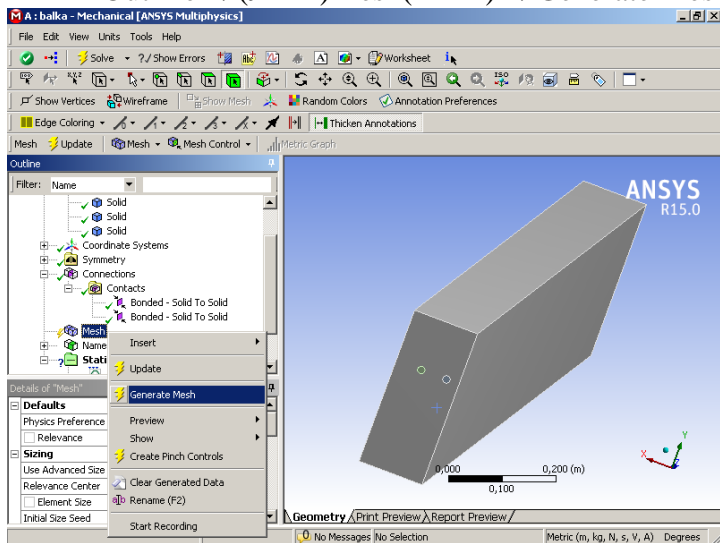 A : balka - Mechanical [ANSYS Multiphysics]
File Edit View Units Tools Help
Solve ?./ Show Errors Worksheet
Show Vertices Wireframe Show Mesh Random Colors Annotation Preferences
Edge Coloring Thicken Annotations
Mesh Update Mesh Mesh Control Metric Graph
Outline
Filter: Name
Solid
Solid
Solid
Coordinate Systems
Symmetry
Connections
Contacts
Bonded - Solid To Solid
Bonded - Solid To Solid
Mesh
Name
Stati
Insert
Update
Generate Mesh
Preview
Show
Create Pinch Controls
Clear Generated Data
Rename (F2)
Start Recording
Details of "Mesh"
Defaults
Physics Preference
Relevance
Sizing
Use Advanced Size
Relevance Center
Element Size
Initial Size Seed
ANSYS
R15.0
Y
X
Z
0,000 0,200 (m)
0,100
Geometry Print Preview Report Preview
0 No Messages No Selection Metric (m, kg, N, s, V, A) Degrees